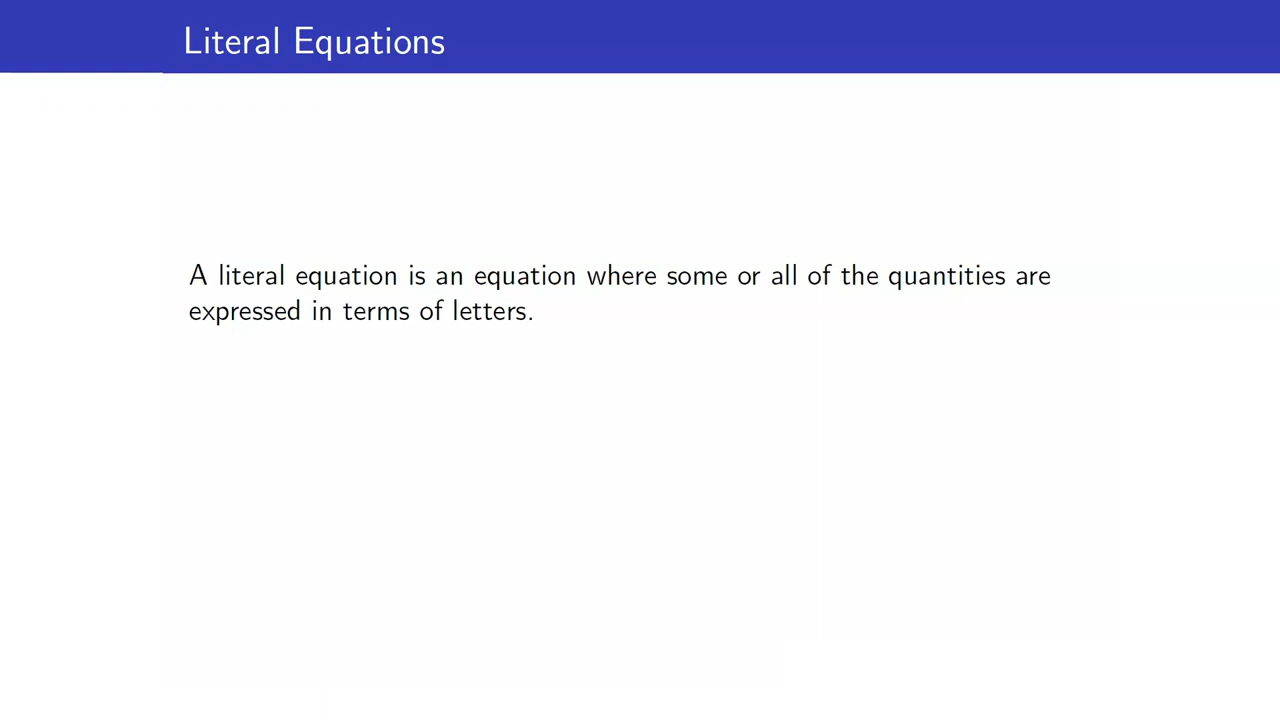 Literal Equations
A literal equation is an equation where some or all of the quantities are
expressed in terms of letters.